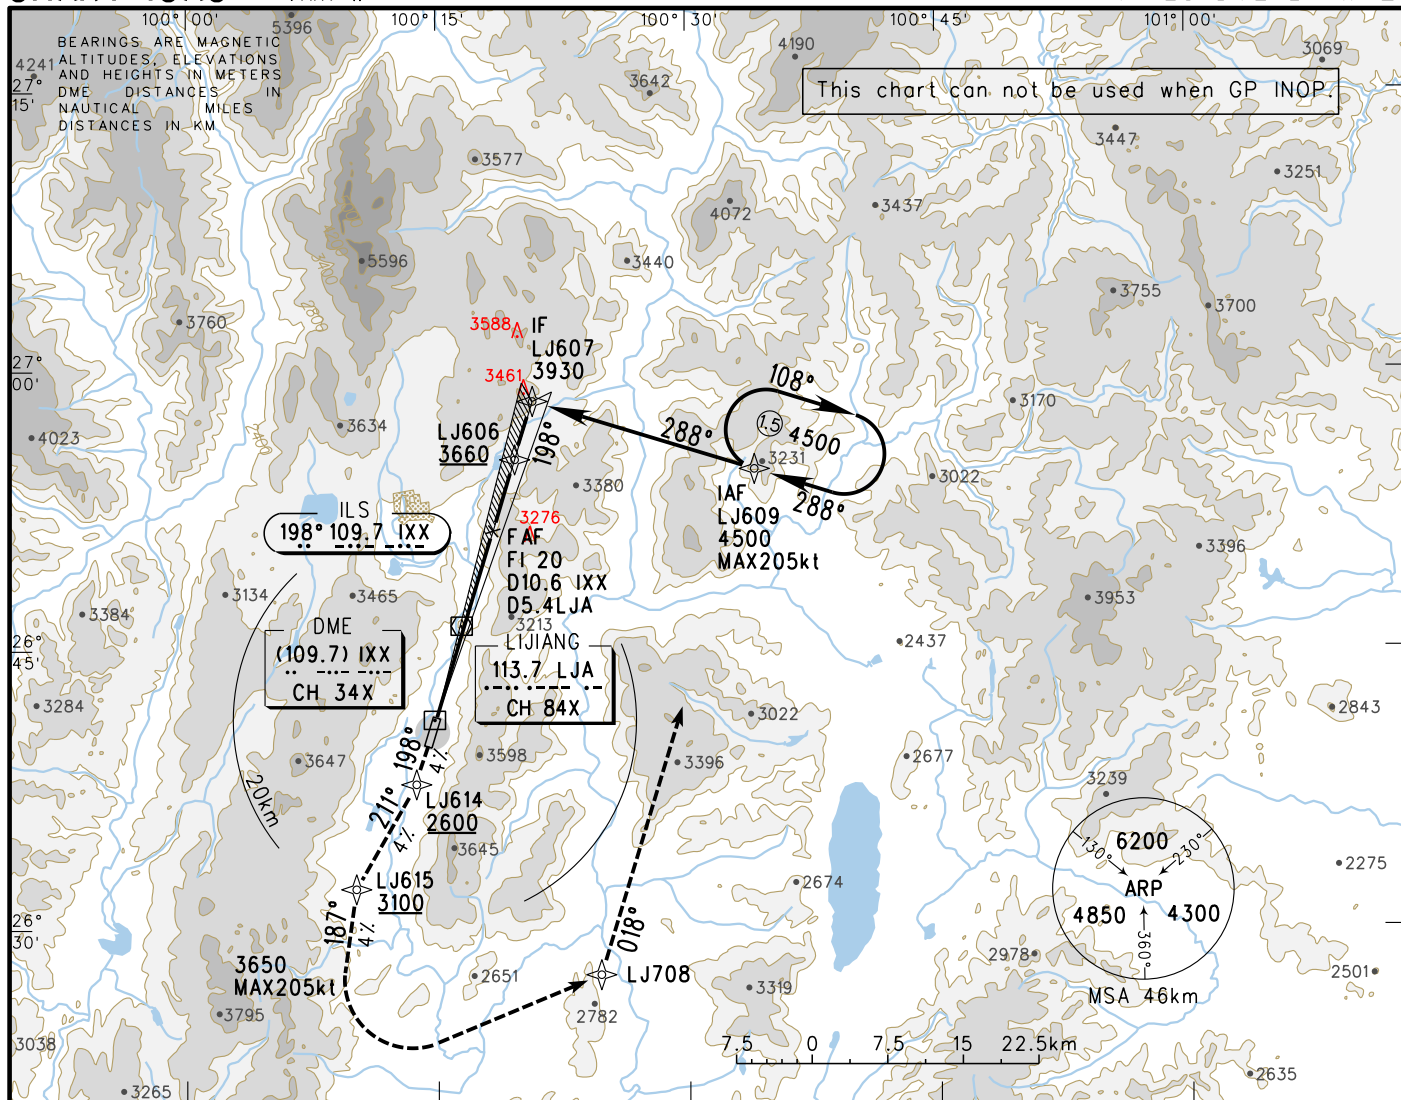 100° 00'
100° 15'
100° 30'
100° 45'
101° 00'
BEARINGS ARE MAGNETIC
ALTITUDES, ELEVATIONS
AND HEIGHTS IN METERS
DME DISTANCES IN
NAUTICAL MILES
DISTANCES IN KM
5396
4241
27°
15'
4190
3069
3642
This chart can not be used when GP INOP.
3447
3577
3251
4072
3437
5596
3440
3755
3700
3760
3588
IF
LJ607
3930
27°
00'
3461
108°
3170
4023
3634
2400
LJ606
3660
198°
288°
1.5
4500
3231
3022
3380
288°
IAF
LJ609
4500
MAX205kt
ILS
198° 109.7 IXX
3276
FAF
FI 20
D10.6 IXX
D5.4LJA
3396
3134
3465
3384
3213
3953
DME
(109.7) IXX
CH 34X
LIJIANG
113.7 LJA
CH 84X
2437
26°
45'
3284
3022
2843
198°
4%
3647
3598
3396
2677
3239
20km
211°
4%
LJ614
2600
3645
6200
130°
230°
ARP
4850
4300
360°
MSA 46km
2275
2674
LJ615
3100
187°
4%
018°
26°
30'
3650
MAX205kt
2651
LJ708
2978
2501
3319
2782
3795
3038
7.5 0 7.5 15 22.5km
3265
2635